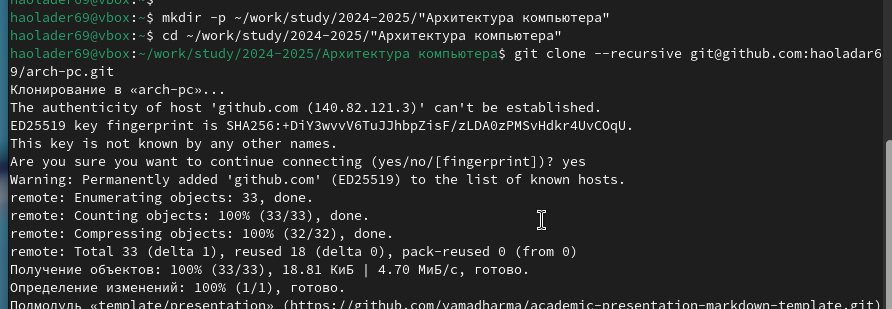 haolader69@vbox:~$ mkdir -p ~/work/study/2024-2025/"Архитектура компьютера"
haolader69@vbox:~$ cd ~/work/study/2024-2025/"Архитектура компьютера"
haolader69@vbox:~/work/study/2024-2025/Архитектура компьютера$ git clone --recursive git@github.com:haoladar6
9/arch-pc.git
Клонирование в «arch-pc»...
The authenticity of host 'github.com (140.82.121.3)' can't be established.
ED25519 key fingerprint is SHA256:+DiY3wvvV6TuJJhbpZisF/zLDA0zPMSvHdkr4UvCOqU.
This key is not known by any other names.
Are you sure you want to continue connecting (yes/no/[fingerprint])? yes
Warning: Permanently added 'github.com' (ED25519) to the list of known hosts.
remote: Enumerating objects: 33, done.
remote: Counting objects: 100% (33/33), done.
remote: Compressing objects: 100% (32/32), done.
remote: Total 33 (delta 1), reused 18 (delta 0), pack-reused 0 (from 0)
Получение объектов: 100% (33/33), 18.81 КиБ | 4.70 МиБ/с, готово.
Определение изменений: 100% (1/1), готово.
Подмодуль «template/presentation» (https://github.com/yamadharma/academic-presentation-markdown-template.git)